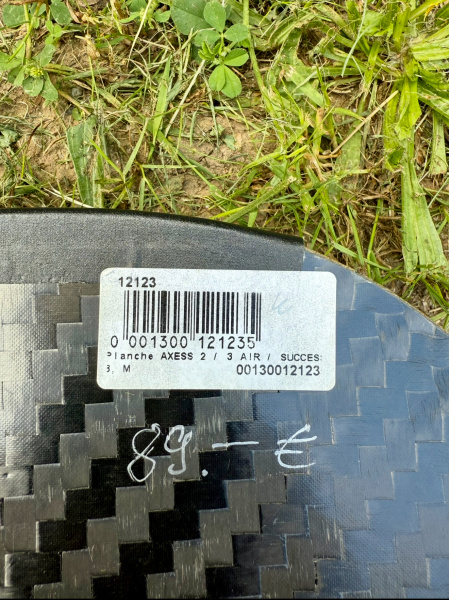 12123
0 001300 121235
Planche AXESS 2 / 3 AIR / SUCCES
3, M 00130012123
89.- €